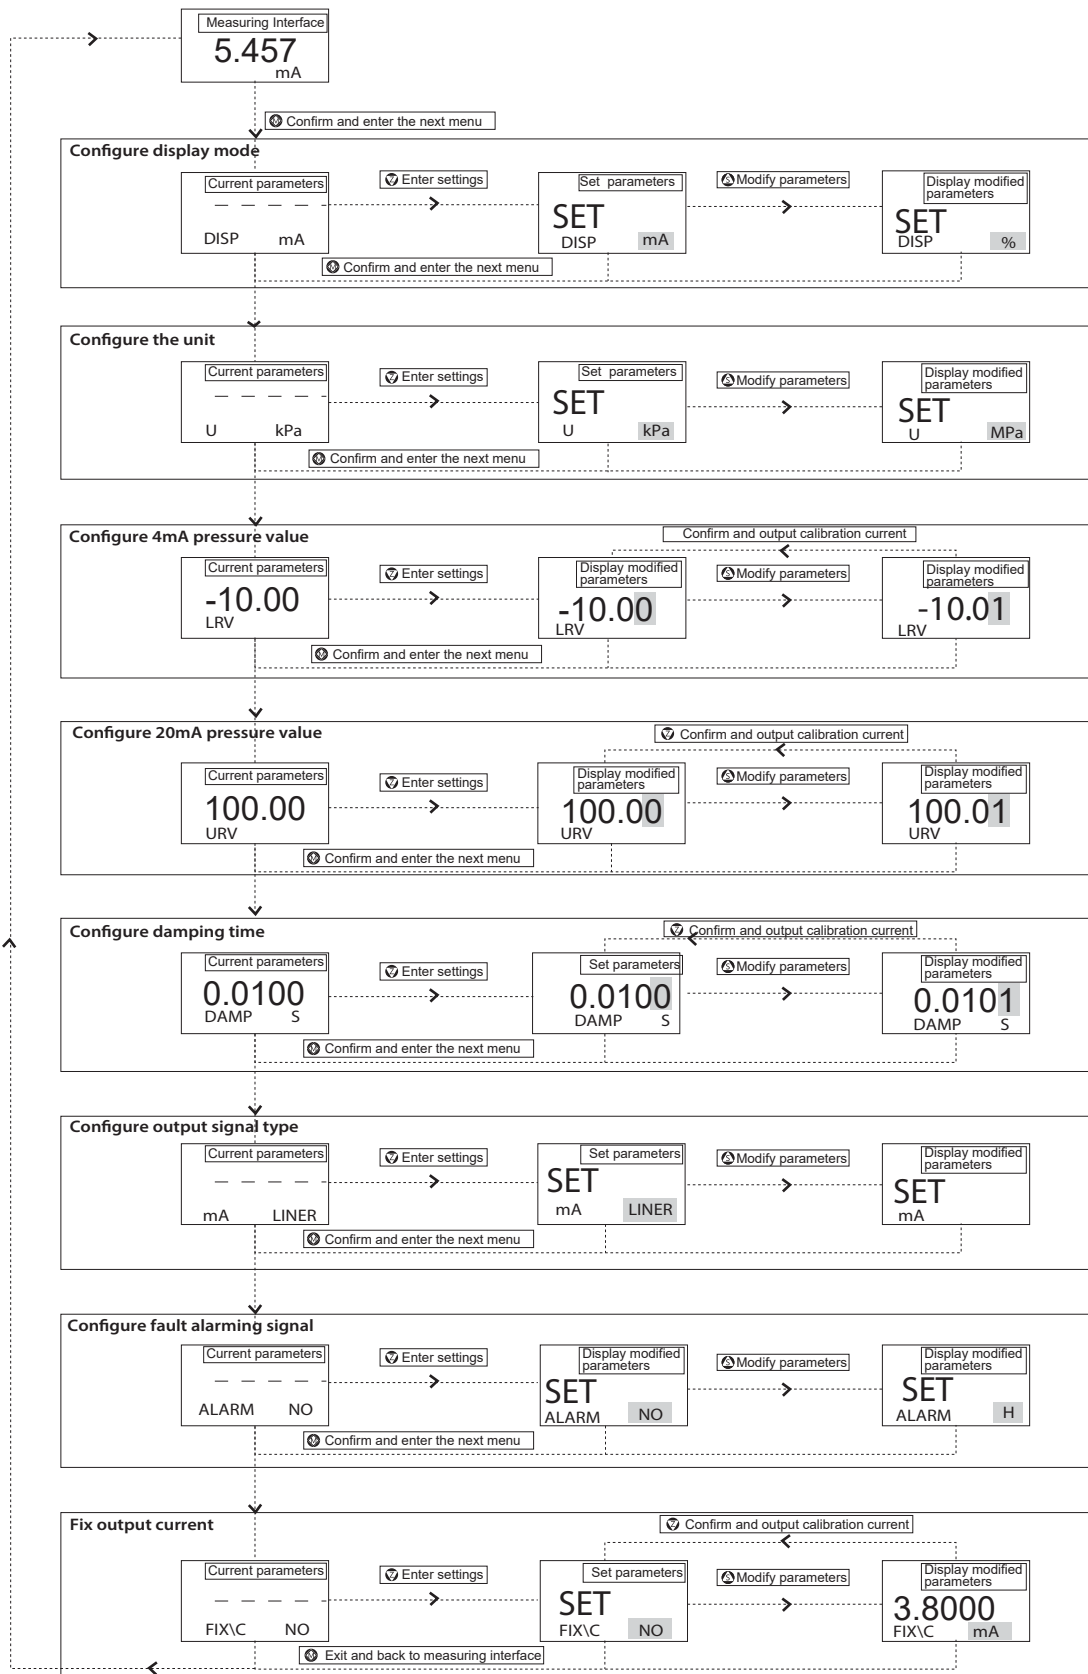 Measuring Interface
5.457
mA
M Confirm and enter the next menu
Configure display mode
Current parameters
— — — — -
DISP mA
Z Enter settings
Set parameters
SET
DISP mA
S Modify parameters
Display modified
parameters
SET
DISP %
M Confirm and enter the next menu
Configure the unit
Current parameters
— — — — -
U kPa
Z Enter settings
Set parameters
SET
U kPa
S Modify parameters
Display modified
parameters
SET
U MPa
M Confirm and enter the next menu
Configure 4mA pressure value
Confirm and output calibration current
Current parameters
-10.00
LRV
Z Enter settings
Display modified
parameters
-10.00
LRV
S Modify parameters
Display modified
parameters
-10.01
LRV
M Confirm and enter the next menu
Configure 20mA pressure value
Z Confirm and output calibration current
Current parameters
100.00
URV
Z Enter settings
Display modified
parameters
100.00
URV
S Modify parameters
Display modified
parameters
100.01
URV
M Confirm and enter the next menu
Configure damping time
Z Confirm and output calibration current
Current parameters
0.0100
DAMP S
Z Enter settings
Set parameters
0.0100
DAMP S
S Modify parameters
Display modified
parameters
0.0101
DAMP S
M Confirm and enter the next menu
Configure output signal type
Current parameters
— — — — -
mA LINER
Z Enter settings
Set parameters
SET
mA LINER
S Modify parameters
Display modified
parameters
SET
mA
M Confirm and enter the next menu
Configure fault alarming signal
Current parameters
— — — — -
ALARM NO
Z Enter settings
Display modified
parameters
SET
ALARM NO
S Modify parameters
Display modified
parameters
SET
ALARM H
M Confirm and enter the next menu
Fix output current
Z Confirm and output calibration current
Current parameters
— — — — -
FIX\C NO
Z Enter settings
Set parameters
SET
FIX\C NO
S Modify parameters
Display modified
parameters
3.8000
FIX\C mA
M Exit and back to measuring interface